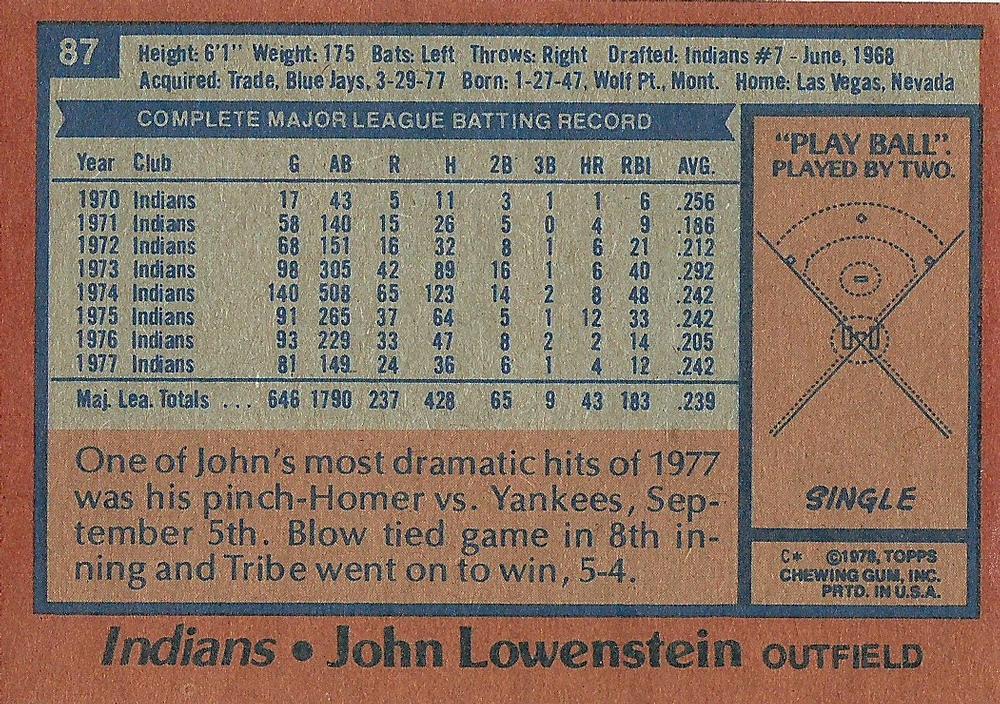 87
Height: 6'1" Weight: 175 Bats: Left Throws: Right Drafted: Indians #7 - June, 1968
Acquired: Trade, Blue Jays, 3-29-77 Born: 1-27-47, Wolf Pt., Mont. Home: Las Vegas, Nevada
COMPLETE MAJOR LEAGUE BATTING RECORD
Year Club G AB R H 2B 3B HR RBI AVG.
1970 Indians 17 43 5 11 3 1 1 6 .256
1971 Indians 58 140 15 26 5 0 4 9 .186
1972 Indians 68 151 16 32 8 1 6 21 .212
1973 Indians 98 305 42 89 16 1 6 40 .292
1974 Indians 140 508 65 123 14 2 8 48 .242
1975 Indians 91 265 37 64 5 1 12 33 .242
1976 Indians 93 229 33 47 8 2 2 14 .205
1977 Indians 81 149 24 36 6 1 4 12 .242
Maj. Lea. Totals ... 646 1790 237 428 65 9 43 183 .239
One of John's most dramatic hits of 1977
was his pinch-Homer vs. Yankees, Sep-
tember 5th. Blow tied game in 8th in-
ning and Tribe went on to win, 5-4.
"PLAY BALL".
PLAYED BY TWO.
SINGLE
C* ©1978, TOPPS
CHEWING GUM, INC.
PRTD. IN U.S.A.
Indians • John Lowenstein OUTFIELD